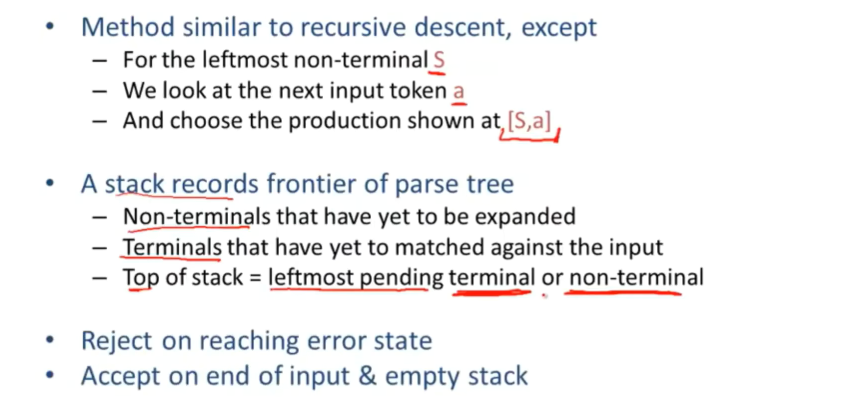 • Method similar to recursive descent, except
– For the leftmost non-terminal S
– We look at the next input token a
– And choose the production shown at [S,a]
• A stack records frontier of parse tree
– Non-terminals that have yet to be expanded
– Terminals that have yet to matched against the input
– Top of stack = leftmost pending terminal or non-terminal
• Reject on reaching error state
• Accept on end of input & empty stack